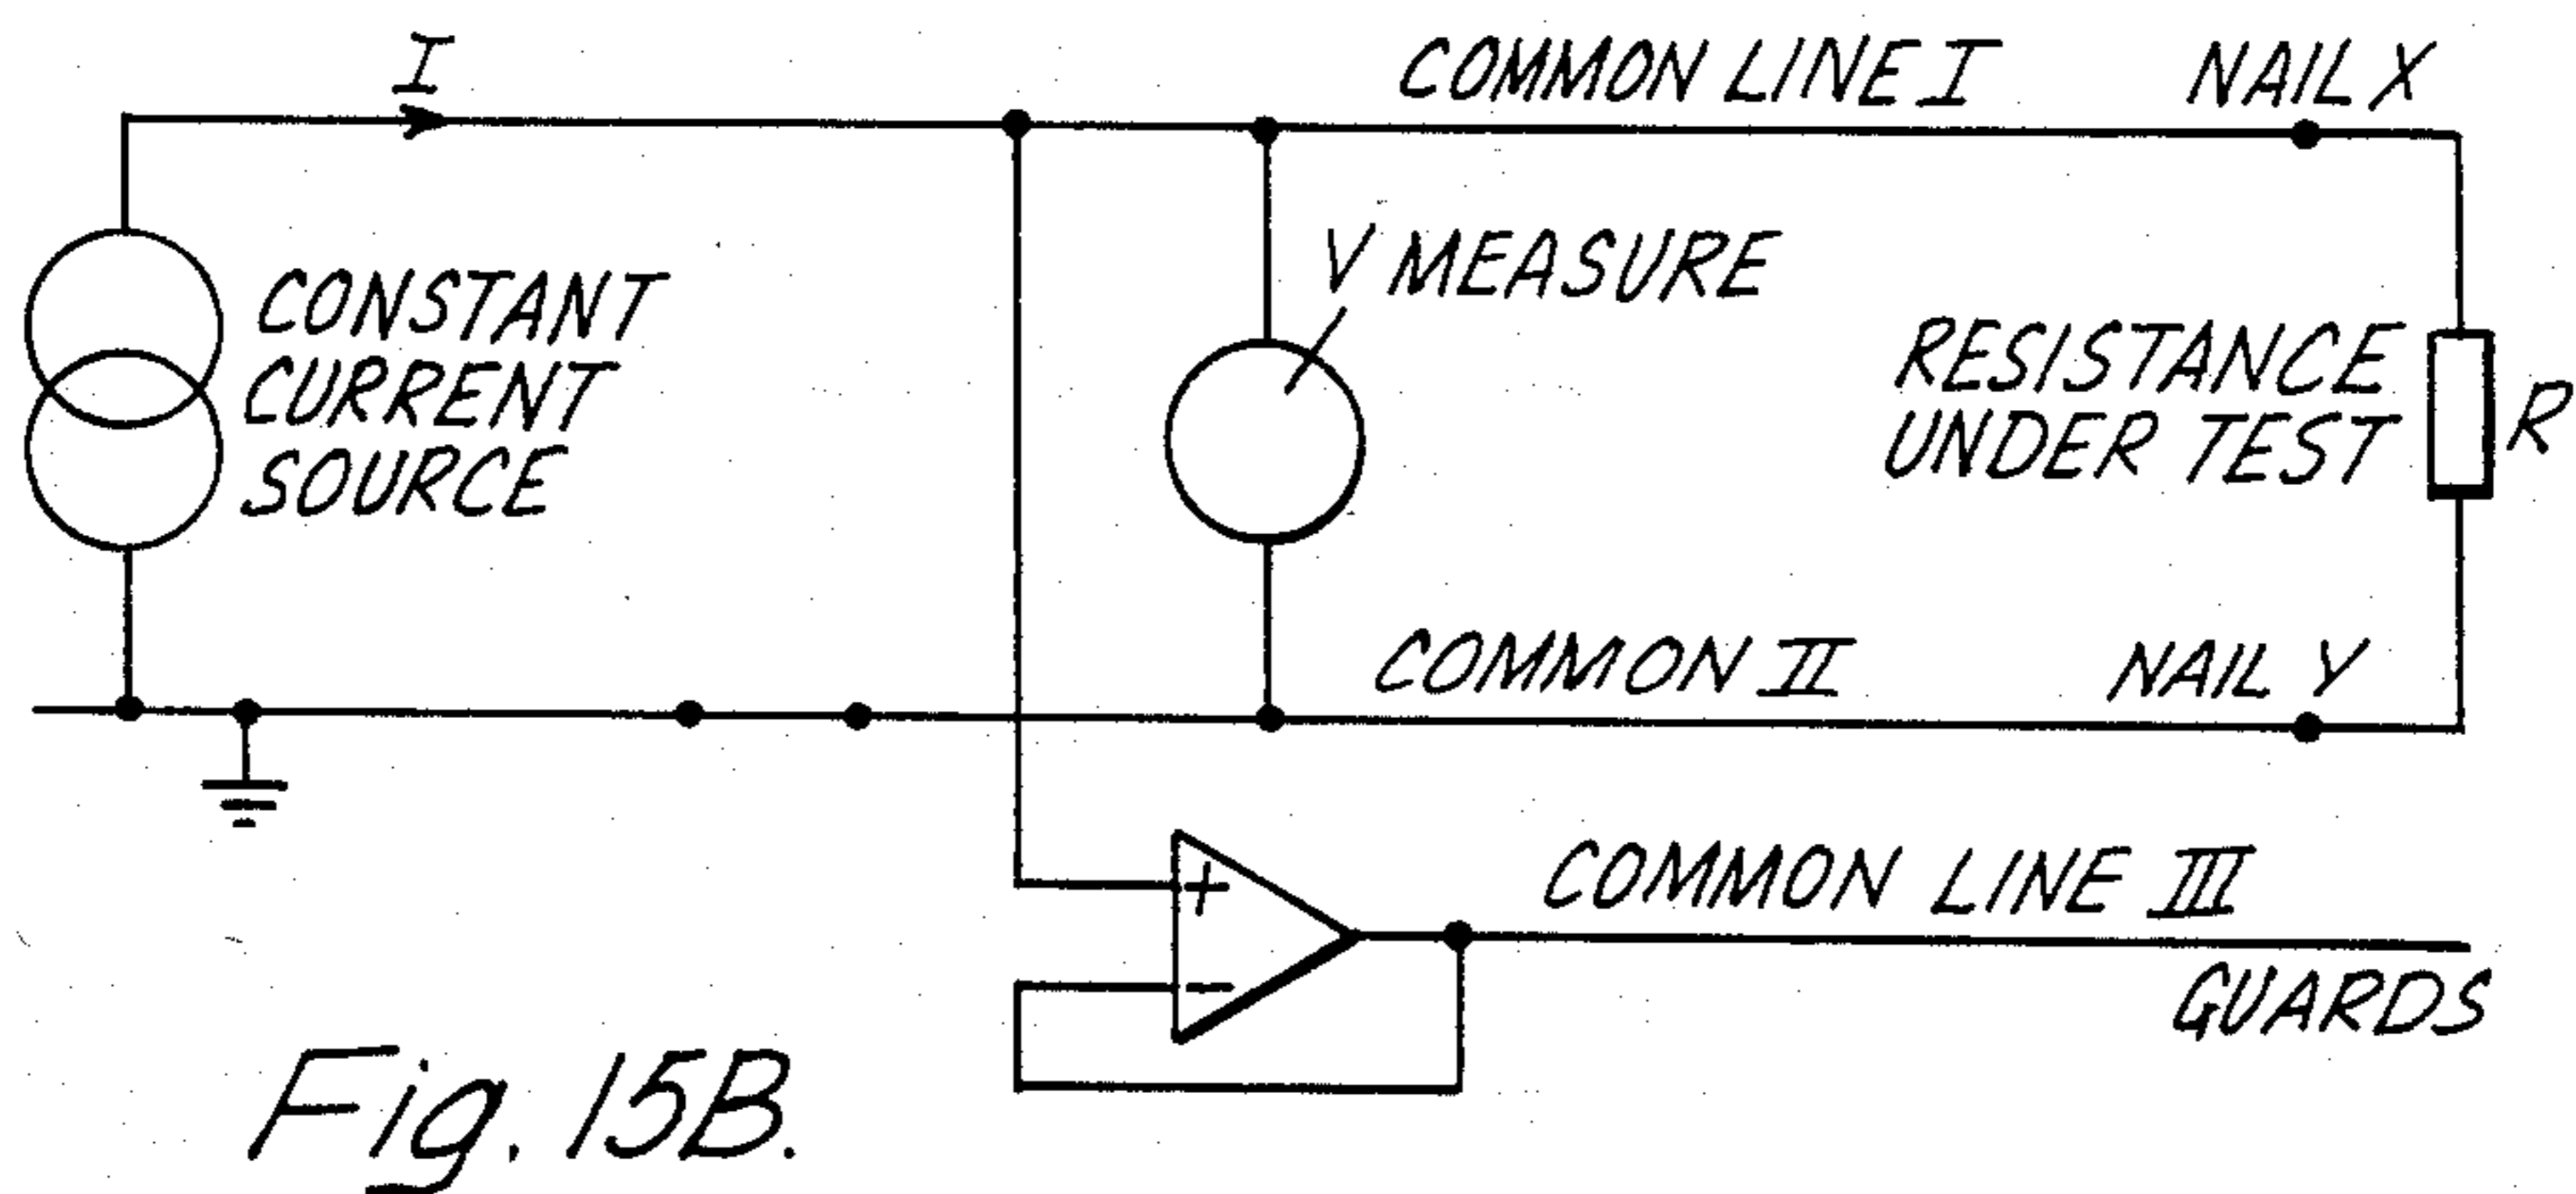 I
COMMON LINE I
NAIL X
V MEASURE
CONSTANT
CURRENT
SOURCE
RESISTANCE
UNDER TEST
R
COMMON II
NAIL Y
+
COMMON LINE III
−
GUARDS
Fig. 15B.